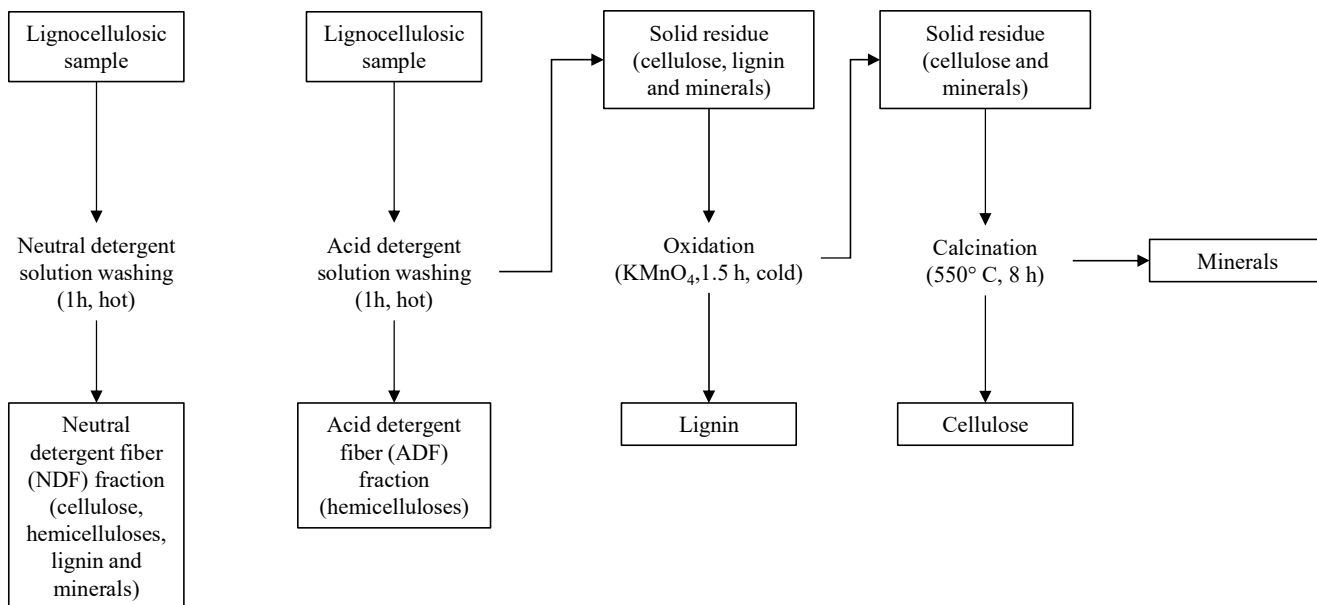 Lignocellulosic
sample
Lignocellulosic
sample
Solid residue
(cellulose, lignin
and minerals)
Solid residue
(cellulose and
minerals)
Neutral detergent
solution washing
(1h, hot)
Acid detergent
solution washing
(1h, hot)
Oxidation
(KMnO₄,1.5 h, cold)
Calcination
(550° C, 8 h)
Minerals
Neutral
detergent fiber
(NDF) fraction
(cellulose,
hemicelluloses,
lignin and
minerals)
Acid detergent
fiber (ADF)
fraction
(hemicelluloses)
Lignin
Cellulose